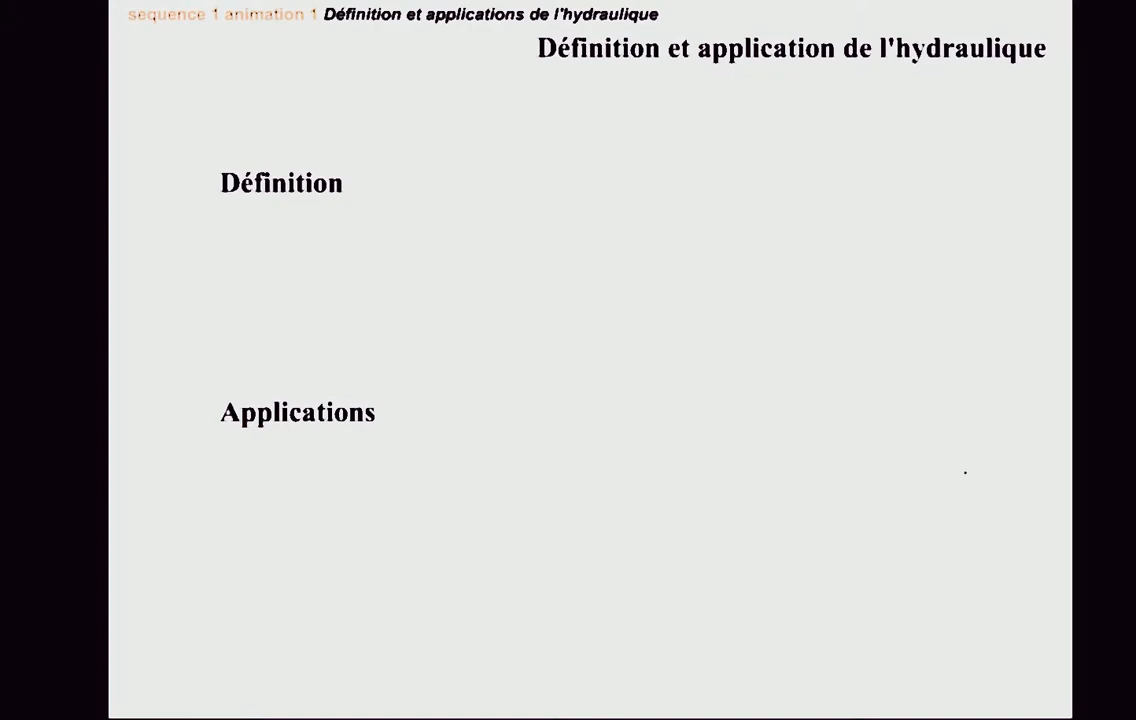 sequence 1 animation 1 Définition et applications de l'hydraulique
Définition et application de l'hydraulique
Définition
Applications